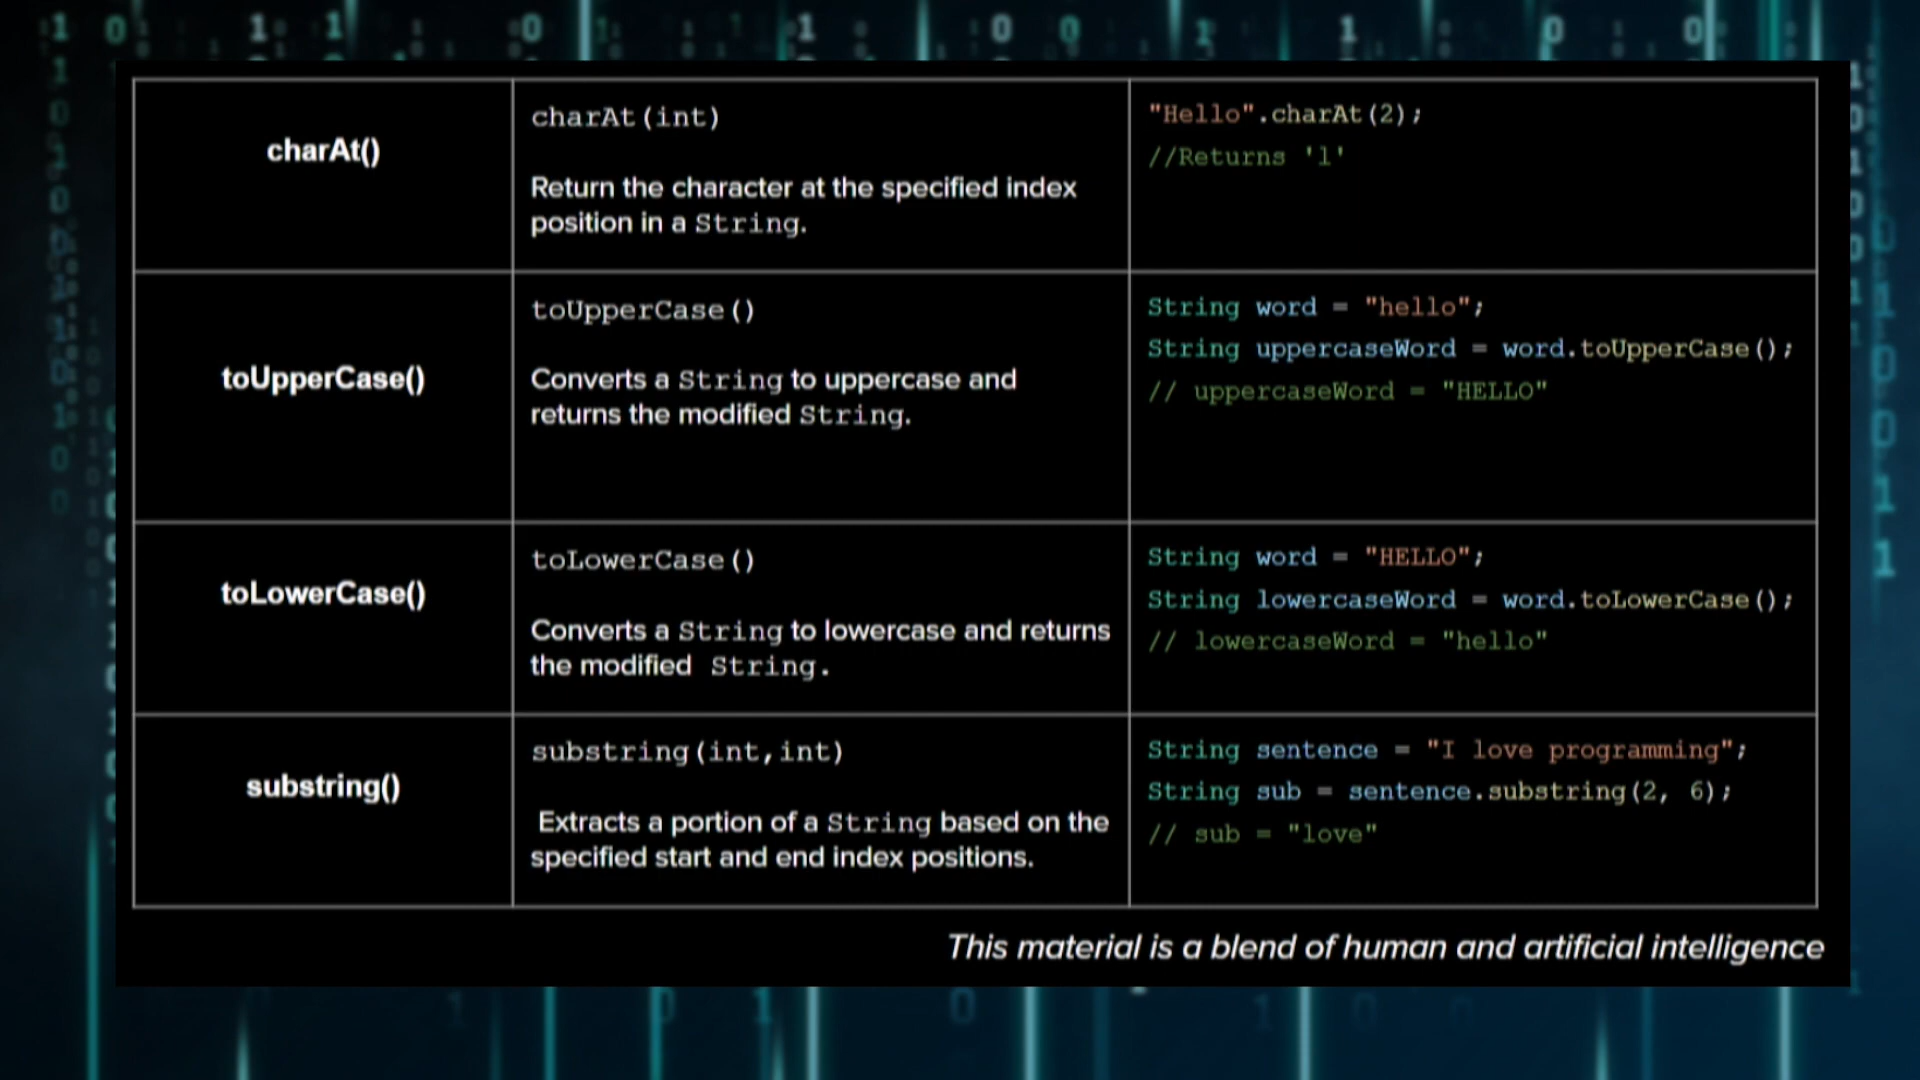 charAt()
charAt(int)
Return the character at the specified index
position in a String.
"Hello".charAt(2);
//Returns 'l'
toUpperCase()
toUpperCase()
Converts a String to uppercase and
returns the modified String.
String word = "hello";
String uppercaseWord = word.toUpperCase();
// uppercaseWord = "HELLO"
toLowerCase()
toLowerCase()
Converts a String to lowercase and returns
the modified String.
String word = "HELLO";
String lowercaseWord = word.toLowerCase();
// lowercaseWord = "hello"
substring()
substring(int,int)
Extracts a portion of a String based on the
specified start and end index positions.
String sentence = "I love programming";
String sub = sentence.substring(2, 6);
// sub = "love"
This material is a blend of human and artificial intelligence